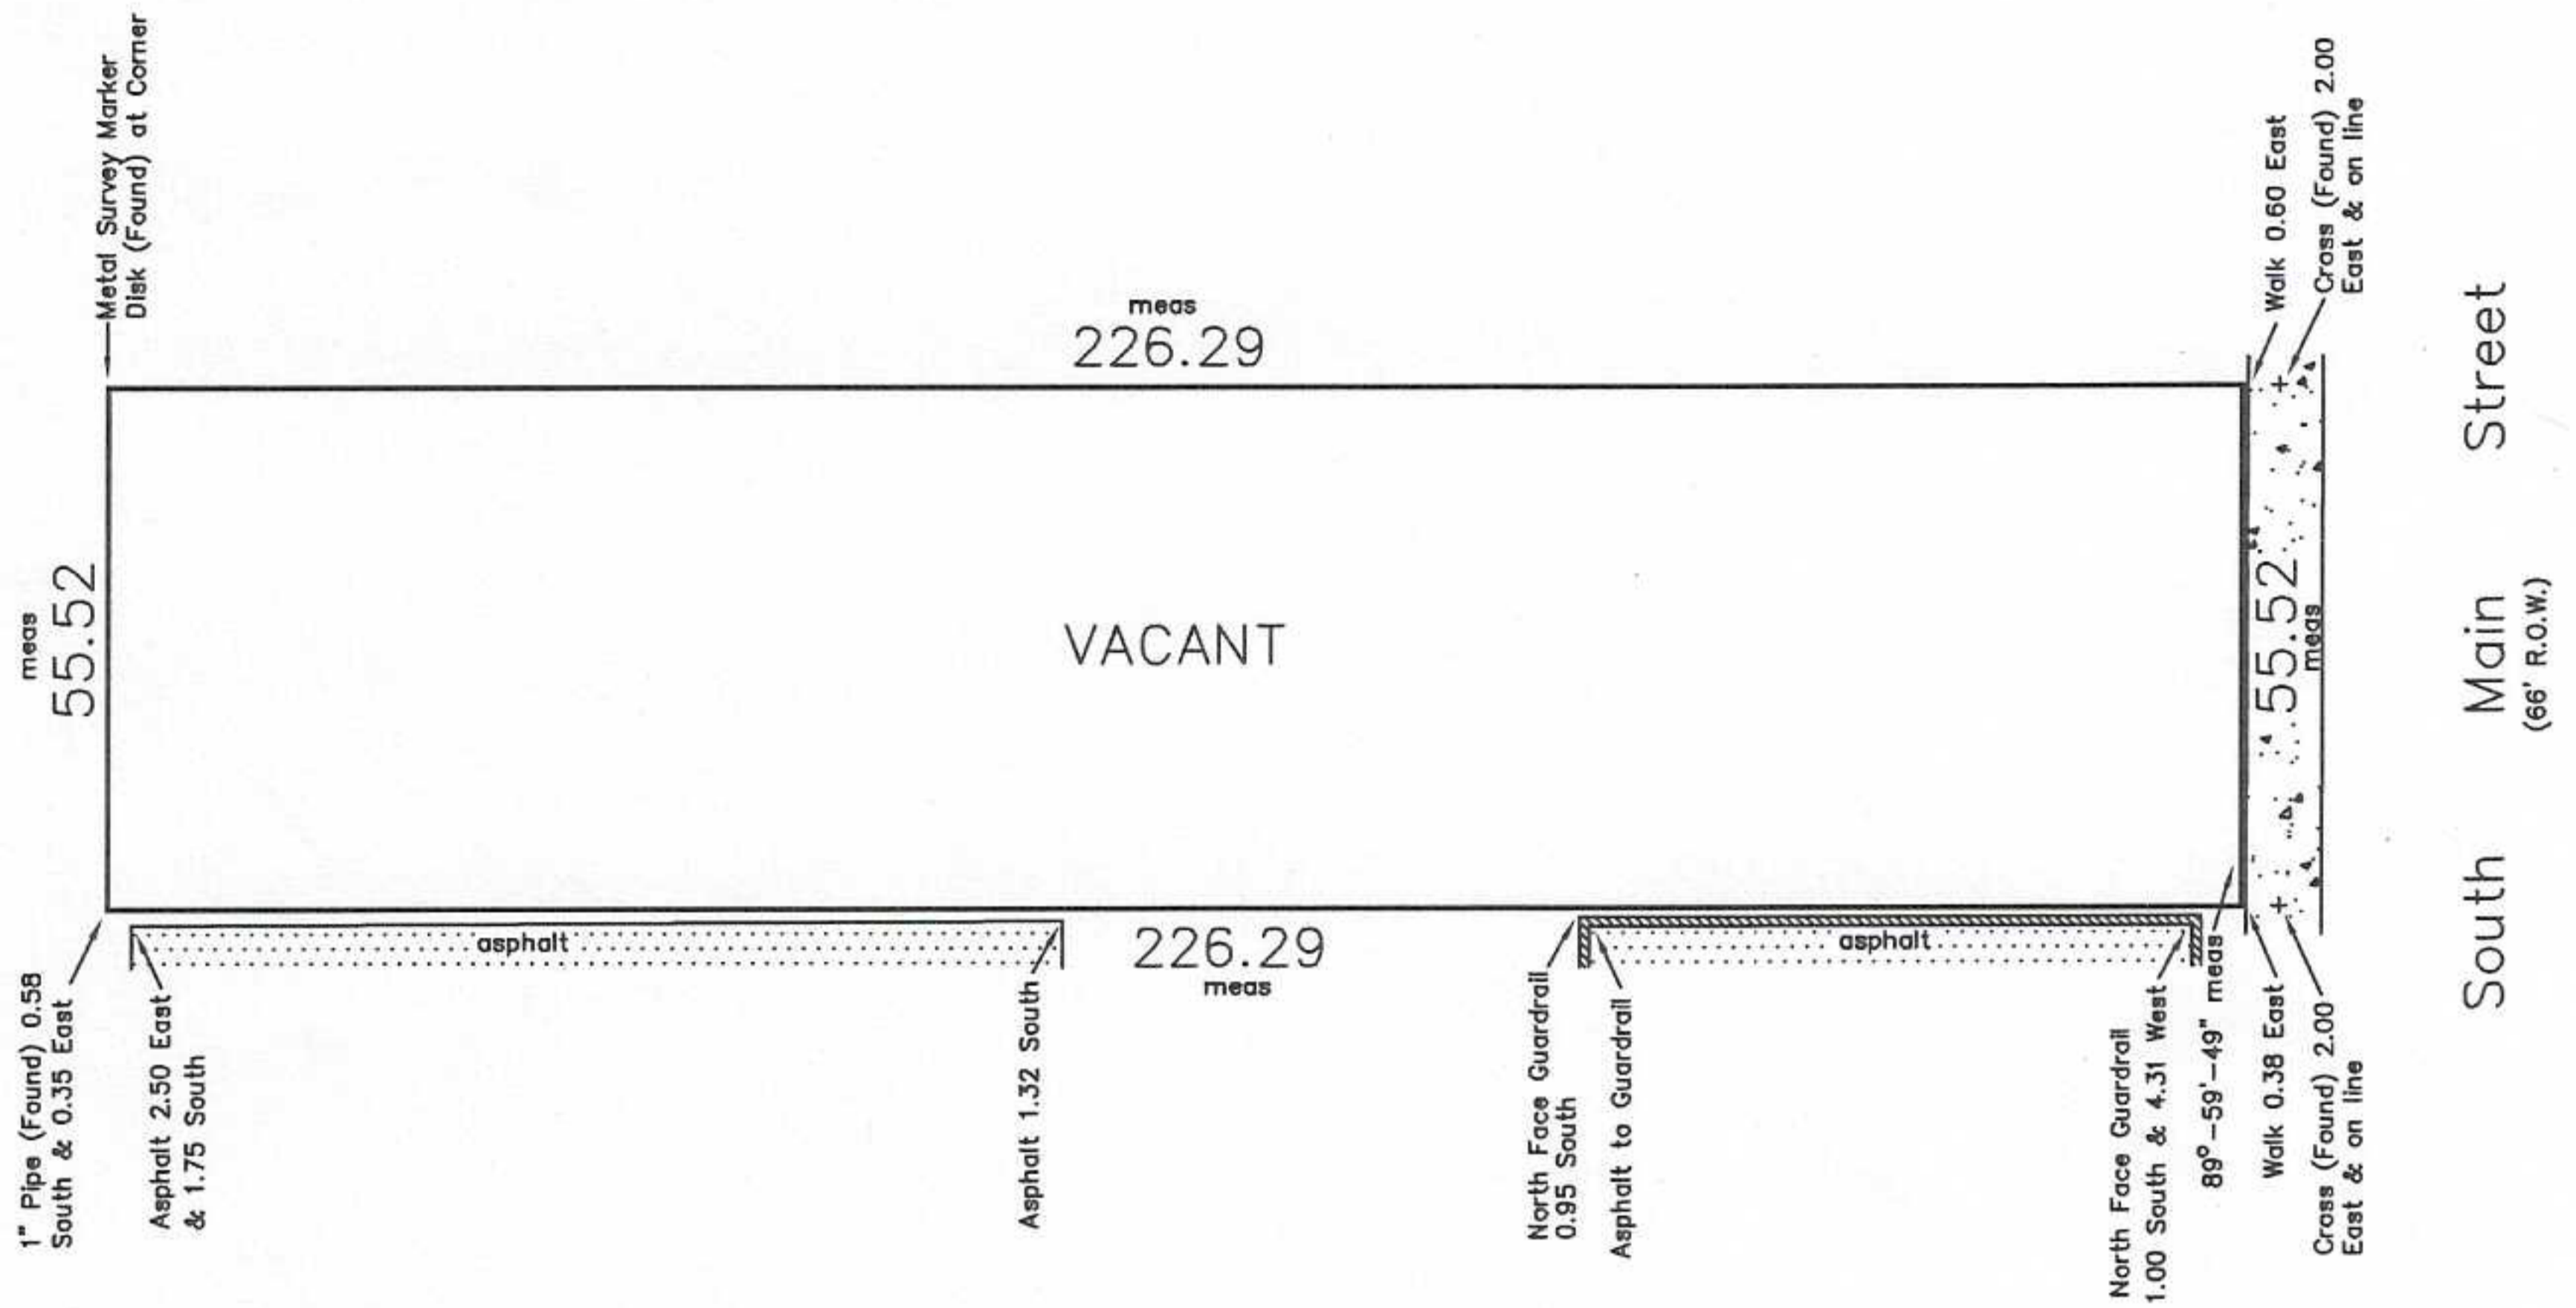 Metal Survey Marker
Disk (Found) at Corner
meas
226.29
Walk 0.60 East
Cross (Found) 2.00
East & on line
meas
55.52
VACANT
55.52
meas
South Main Street
(66' R.O.W.)
asphalt
226.29
meas
asphalt
1" Pipe (Found) 0.58
South & 0.35 East
Asphalt 2.50 East
& 1.75 South
Asphalt 1.32 South
North Face Guardrail
0.95 South
Asphalt to Guardrail
North Face Guardrail
1.00 South & 4.31 West
89°-59'-49" meas
Walk 0.38 East
Cross (Found) 2.00
East & on line